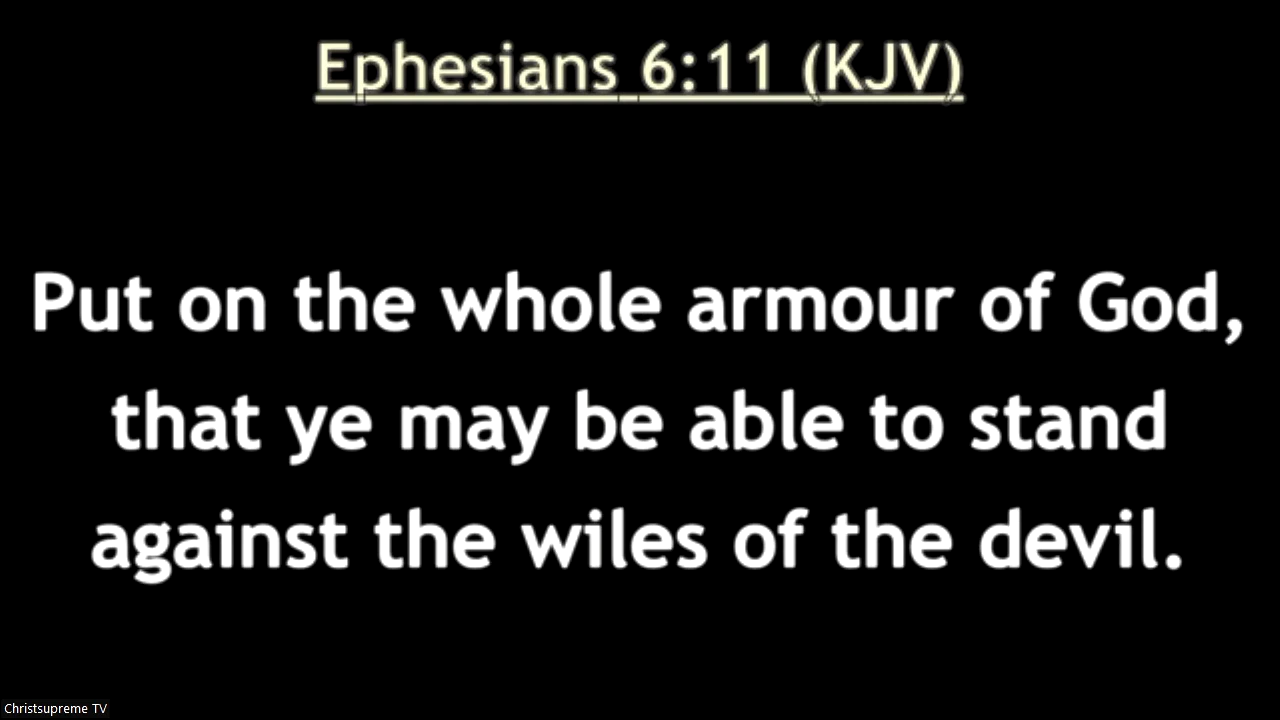 Ephesians 6:11 (KJV)
Put on the whole armour of God,
that ye may be able to stand
against the wiles of the devil.
Christsupreme TV